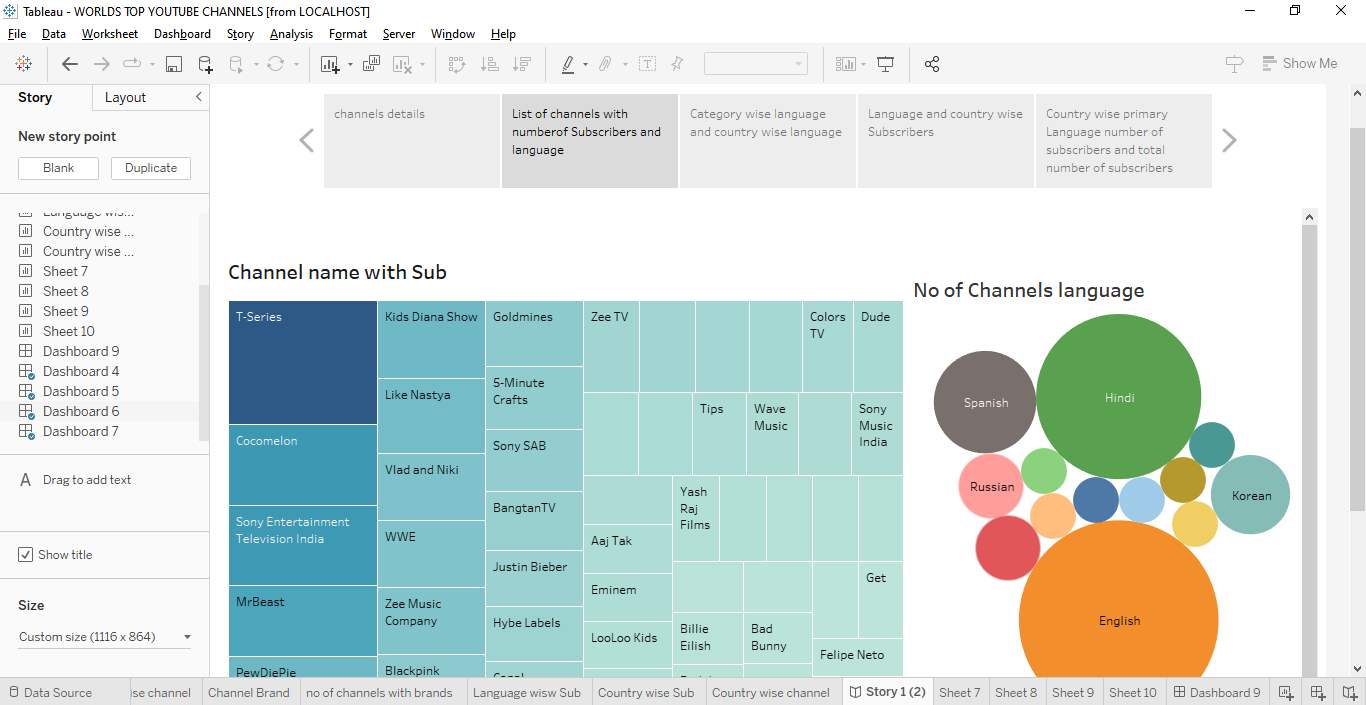 Tableau - WORLDS TOP YOUTUBE CHANNELS [from LOCALHOST]
File Data Worksheet Dashboard Story Analysis Format Server Window Help
Show Me
Story Layout
New story point
Blank Duplicate
Language wis...
Country wise ...
Country wise ...
Sheet 7
Sheet 8
Sheet 9
Sheet 10
Dashboard 9
Dashboard 4
Dashboard 5
Dashboard 6
Dashboard 7
A Drag to add text
Show title
Size
Custom size (1116 x 864)
channels details
List of channels with
numberof Subscribers and
language
Category wise language
and country wise language
Language and country wise
Subscribers
Country wise primary
Language number of
subscribers and total
number of subscribers
Channel name with Sub
T-Series
Cocomelon
Sony Entertainment
Television India
MrBeast
PewDiePie
Kids Diana Show
Like Nastya
Vlad and Niki
WWE
Zee Music
Company
Blackpink
Goldmines
5-Minute
Crafts
Sony SAB
BangtanTV
Justin Bieber
Hybe Labels
Canal
Zee TV
Colors
TV
Dude
Tips
Wave
Music
Sony
Music
India
Aaj Tak
Eminem
LooLoo Kids
Yash
Raj
Films
Billie
Eilish
Bad
Bunny
Get
Felipe Neto
No of Channels language
Spanish
Hindi
Russian
Korean
English
Data Source ise channel Channel Brand no of channels with brands Language wisw Sub Country wise Sub Country wise channel Story 1 (2) Sheet 7 Sheet 8 Sheet 9 Sheet 10 Dashboard 9